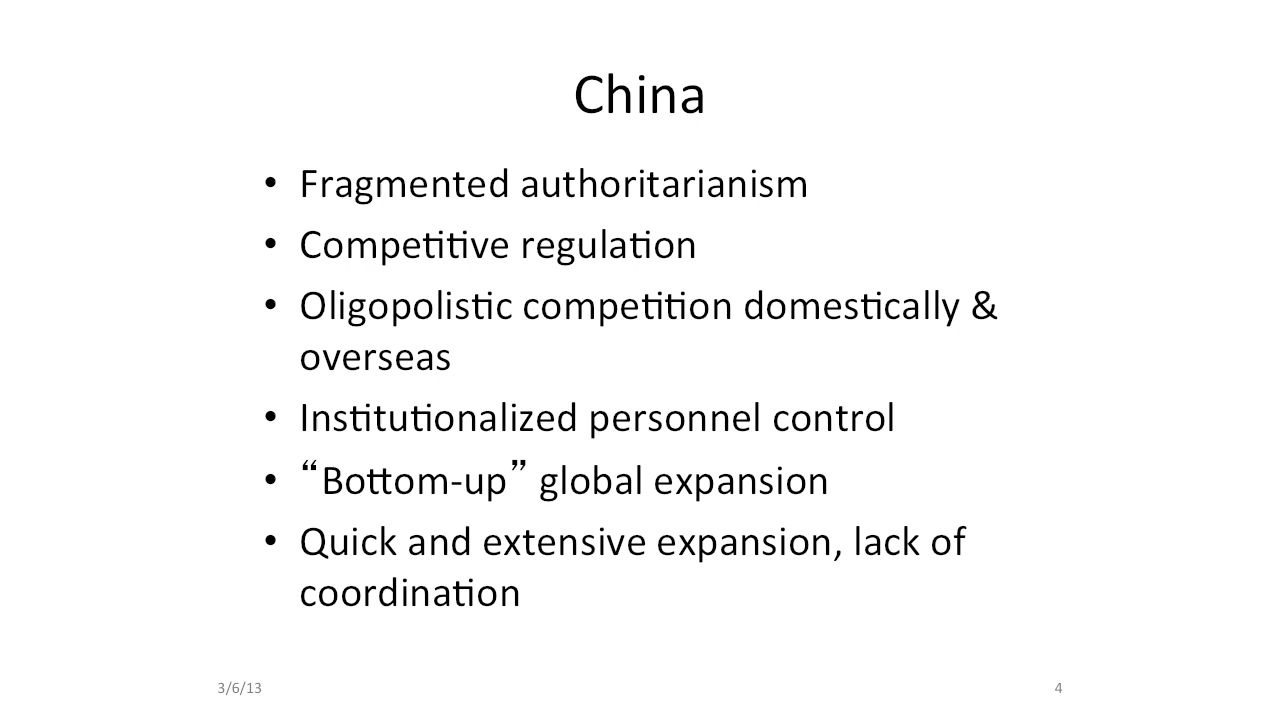 China
• Fragmented authoritarianism
• Competitive regulation
• Oligopolistic competition domestically &
overseas
• Institutionalized personnel control
• “Bottom-up” global expansion
• Quick and extensive expansion, lack of
coordination
3/6/13
4